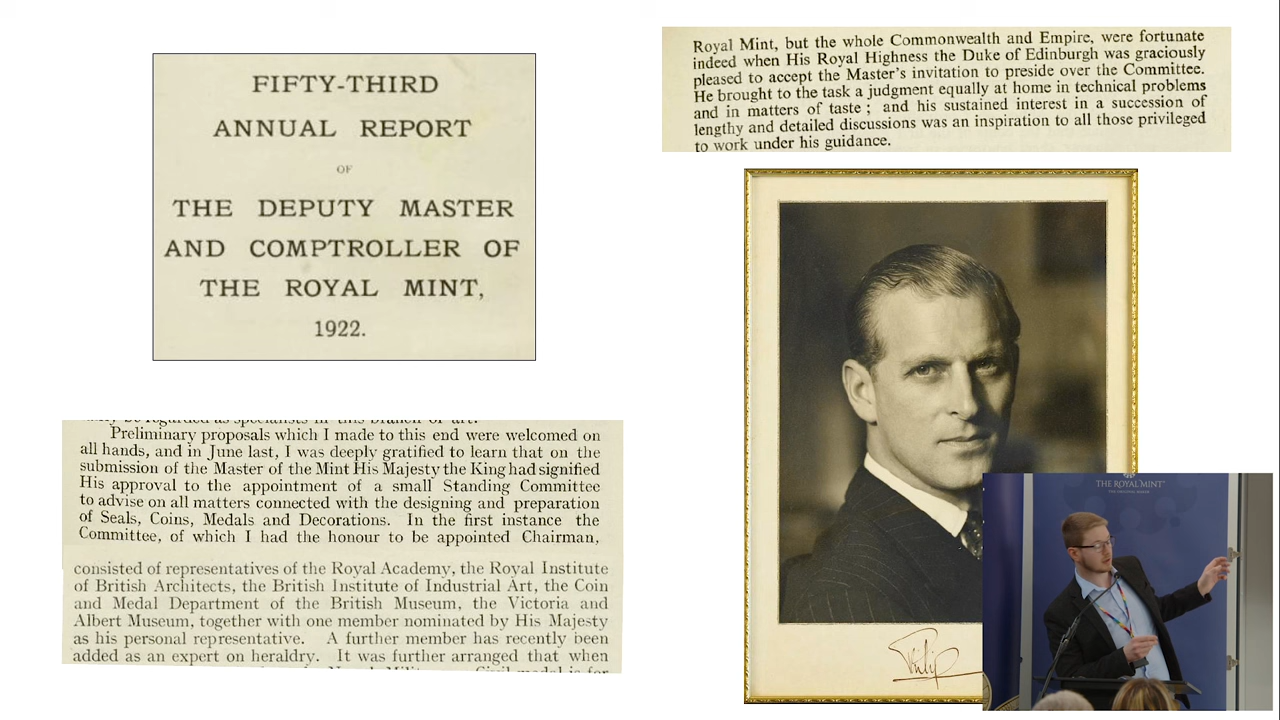 FIFTY-THIRD
ANNUAL REPORT
OF
THE DEPUTY MASTER
AND COMPTROLLER OF
THE ROYAL MINT,
1922.
Preliminary proposals which I made to this end were welcomed on
all hands, and in June last, I was deeply gratified to learn that on the
submission of the Master of the Mint His Majesty the King had signified
His approval to the appointment of a small Standing Committee
to advise on all matters connected with the designing and preparation
of Seals, Coins, Medals and Decorations. In the first instance the
Committee, of which I had the honour to be appointed Chairman,
consisted of representatives of the Royal Academy, the Royal Institute
of British Architects, the British Institute of Industrial Art, the Coin
and Medal Department of the British Museum, the Victoria and
Albert Museum, together with one member nominated by His Majesty
as his personal representative. A further member has recently been
added as an expert on heraldry. It was further arranged that when
Royal Mint, but the whole Commonwealth and Empire, were fortunate
indeed when His Royal Highness the Duke of Edinburgh was graciously
pleased to accept the Master's invitation to preside over the Committee.
He brought to the task a judgment equally at home in technical problems
and in matters of taste ; and his sustained interest in a succession of
lengthy and detailed discussions was an inspiration to all those privileged
to work under his guidance.
Philip
THE ROYAL MINT